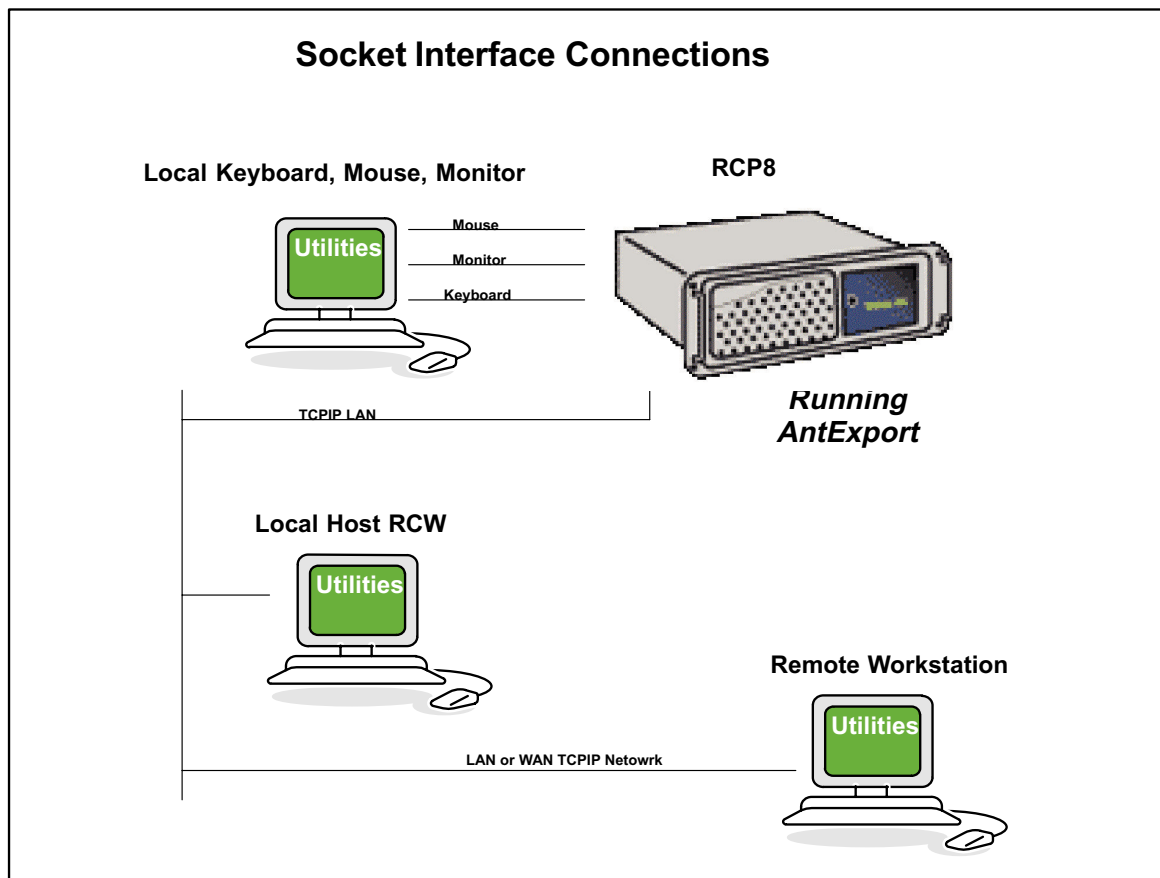 Socket Interface Connections
Local Keyboard, Mouse, Monitor
RCP8
Utilities
Mouse
Monitor
Keyboard
Running
AntExport
TCPIP LAN
Local Host RCW
Utilities
Remote Workstation
Utilities
LAN or WAN TCPIP Netowrk